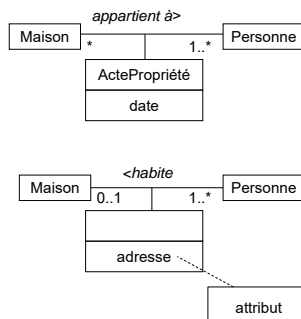 appartient à>
Maison
Personne
*
1..*
ActePropriété
date
<habite
Maison
Personne
0..1
1..*
adresse
attribut